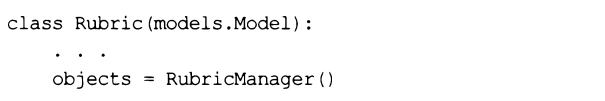 class Rubric(models.Model):
    . . .
    objects = RubricManager()